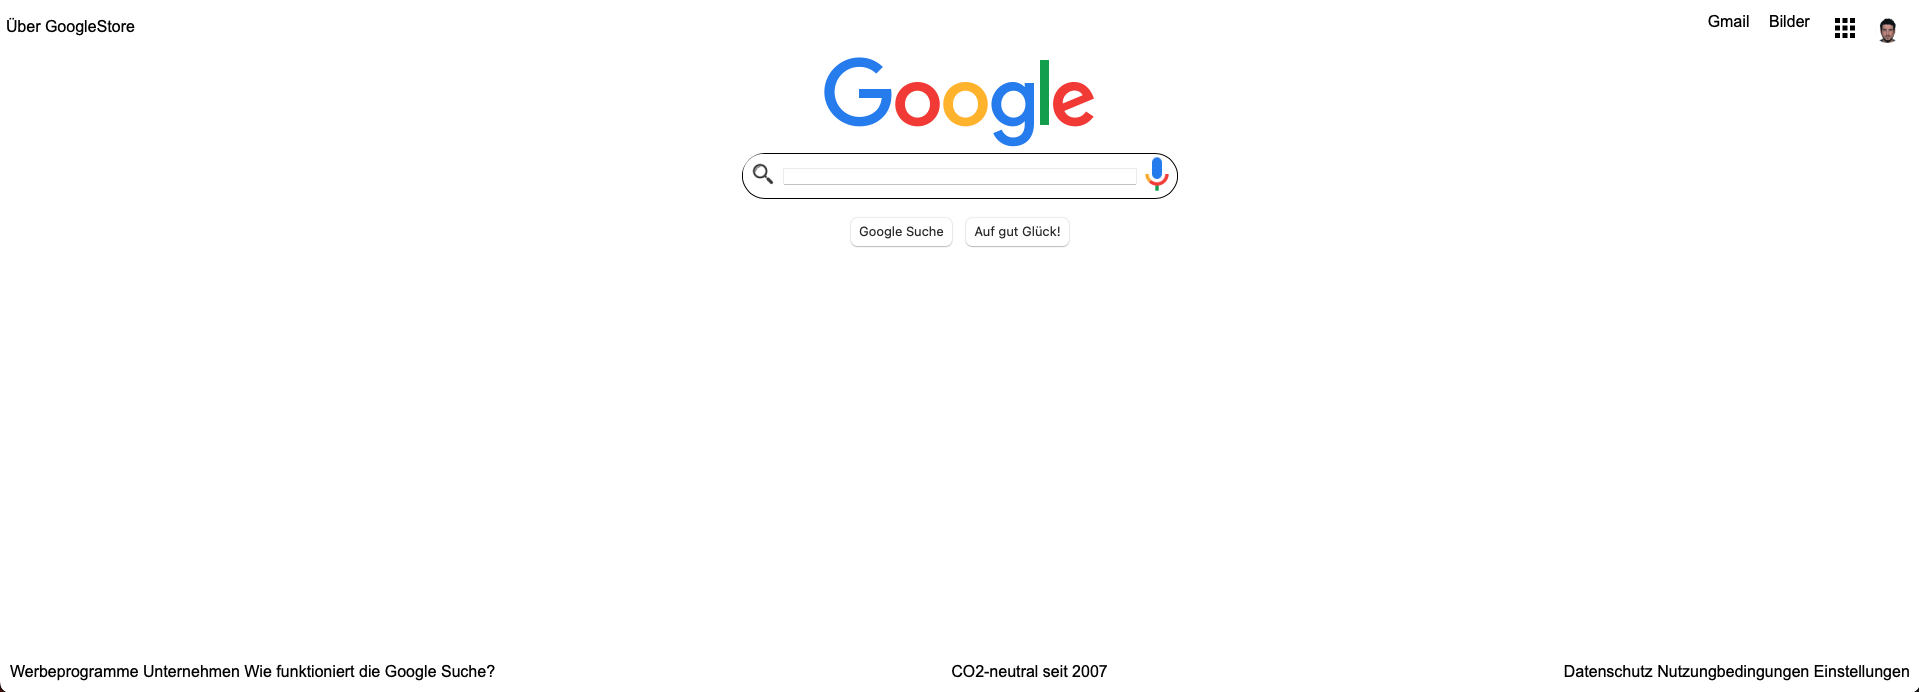 Über GoogleStore
Gmail Bilder
Google
Google Suche Auf gut Glück!
Werbeprogramme Unternehmen Wie funktioniert die Google Suche? CO2-neutral seit 2007 Datenschutz Nutzungbedingungen Einstellungen